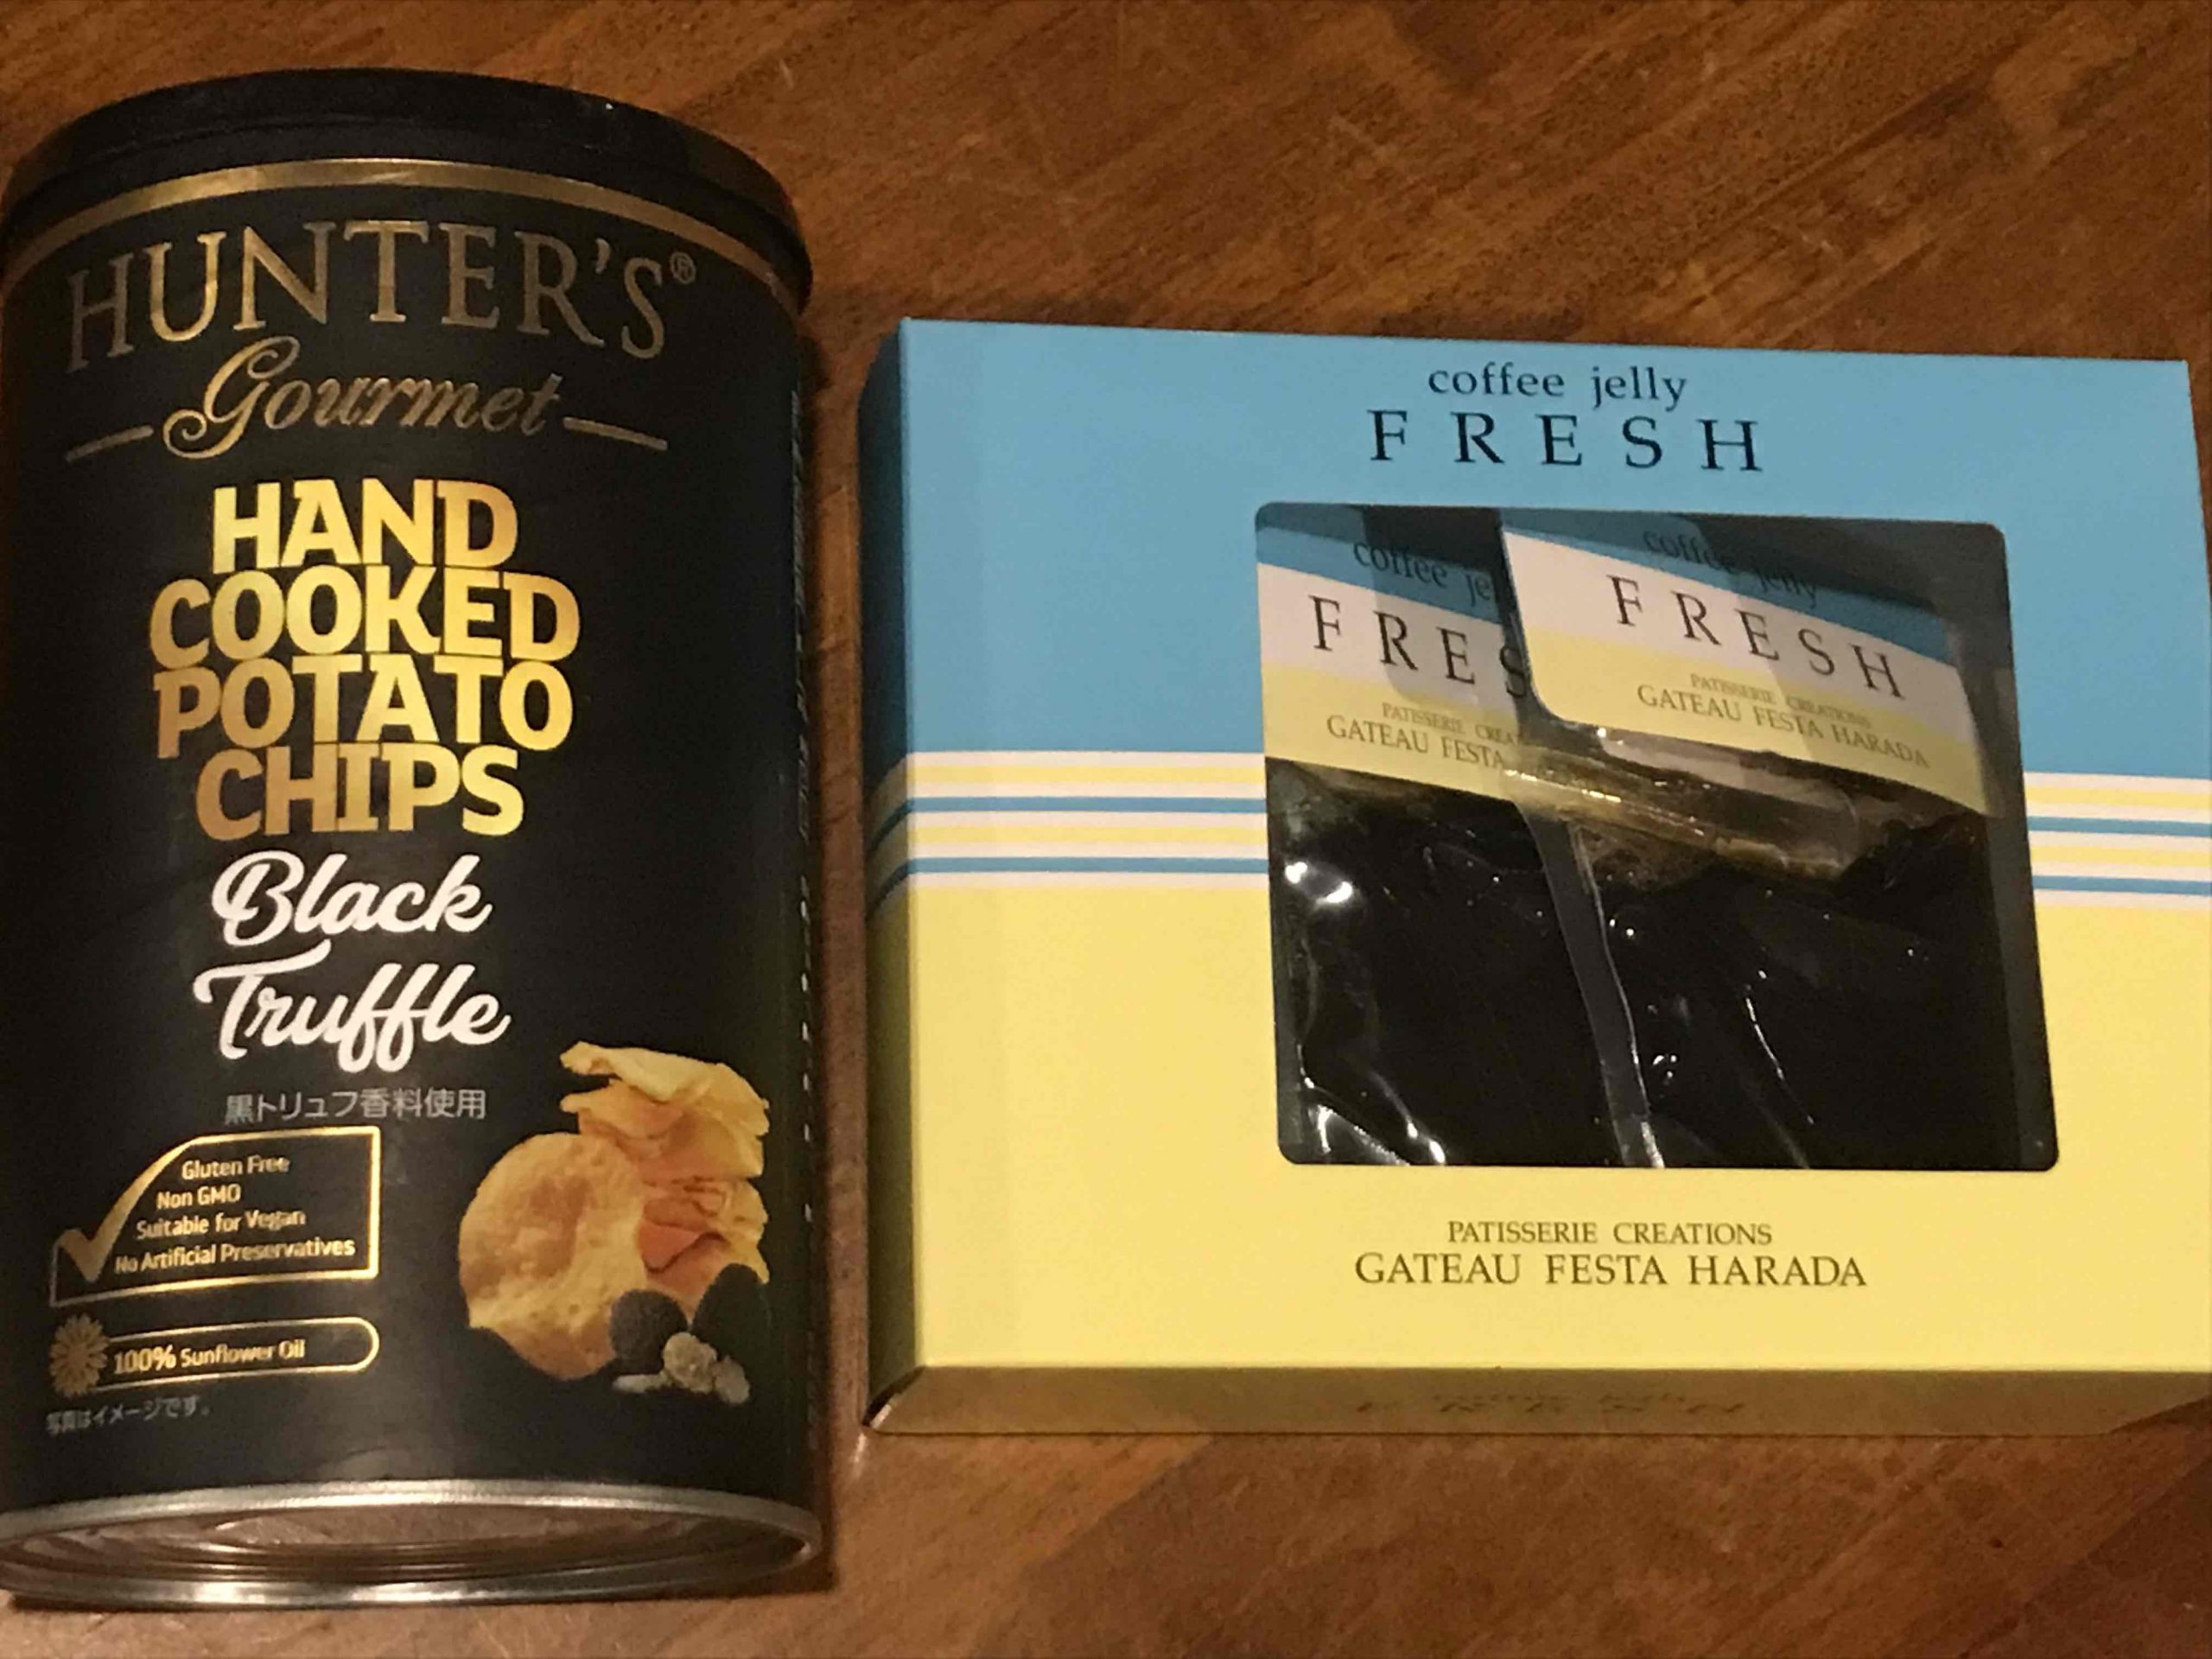 HUNTER'S®
Gourmet
HAND
COOKED
POTATO
CHIPS
Black
Truffle
黒トリュフ香料使用
Gluten Free
Non GMO
Suitable for Vegan
No Artificial Preservatives
100% Sunflower Oil
写真はイメージです。
coffee jelly
FRESH
coffee je
FRES
PATISSERIE CREA
GATEAU FESTA
coffee jelly
FRESH
PATISSERIE CREATIONS
GATEAU FESTA HARADA
PATISSERIE CREATIONS
GATEAU FESTA HARADA